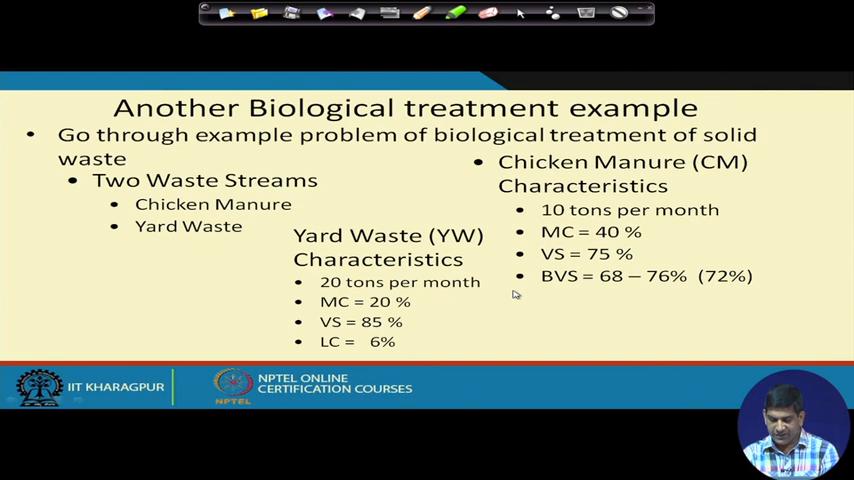 Another Biological treatment example
• Go through example problem of biological treatment of solid
waste
• Two Waste Streams
• Chicken Manure
• Yard Waste
Yard Waste (YW)
Characteristics
• 20 tons per month
• MC = 20 %
• VS = 85 %
• LC = 6%
• Chicken Manure (CM)
Characteristics
• 10 tons per month
• MC = 40 %
• VS = 75 %
• BVS = 68 – 76% (72%)
IIT KHARAGPUR
NPTEL
NPTEL ONLINE
CERTIFICATION COURSES